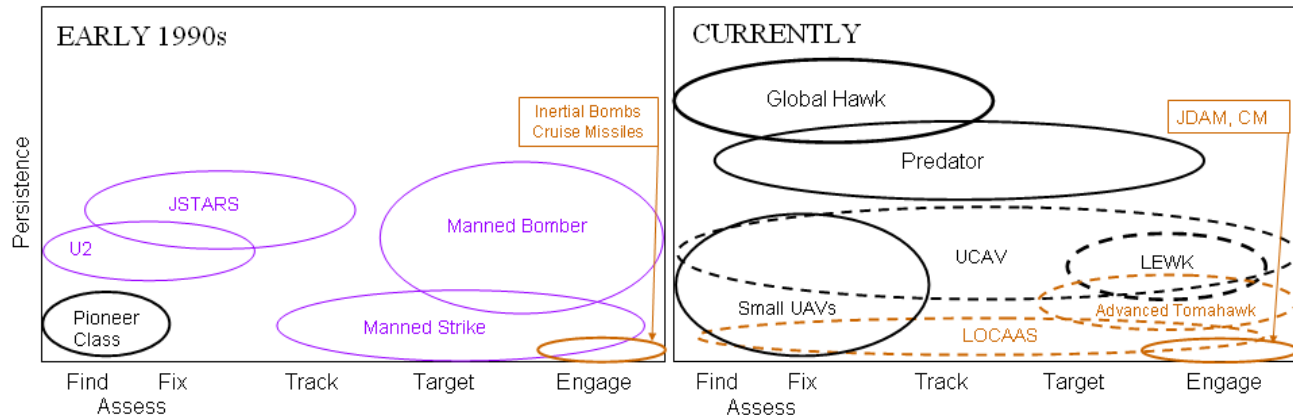 EARLY 1990s
Inertial Bombs
Cruise Missiles
Persistence
JSTARS
U2
Manned Bomber
Pioneer
Class
Manned Strike
Find
Fix
Track
Target
Engage
Assess
CURRENTLY
Global Hawk
JDAM, CM
Predator
UCAV
LEWK
Small UAVs
Advanced Tomahawk
LOCAAS
Find
Fix
Track
Target
Engage
Assess